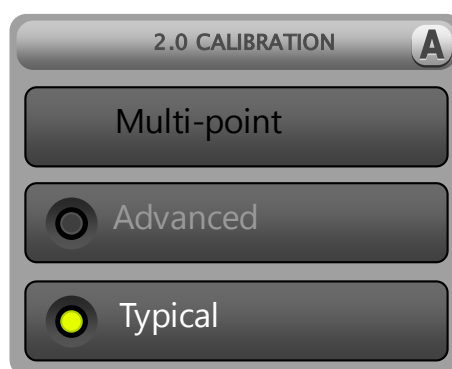 2.0 CALIBRATION
A
Multi-point
Advanced
Typical